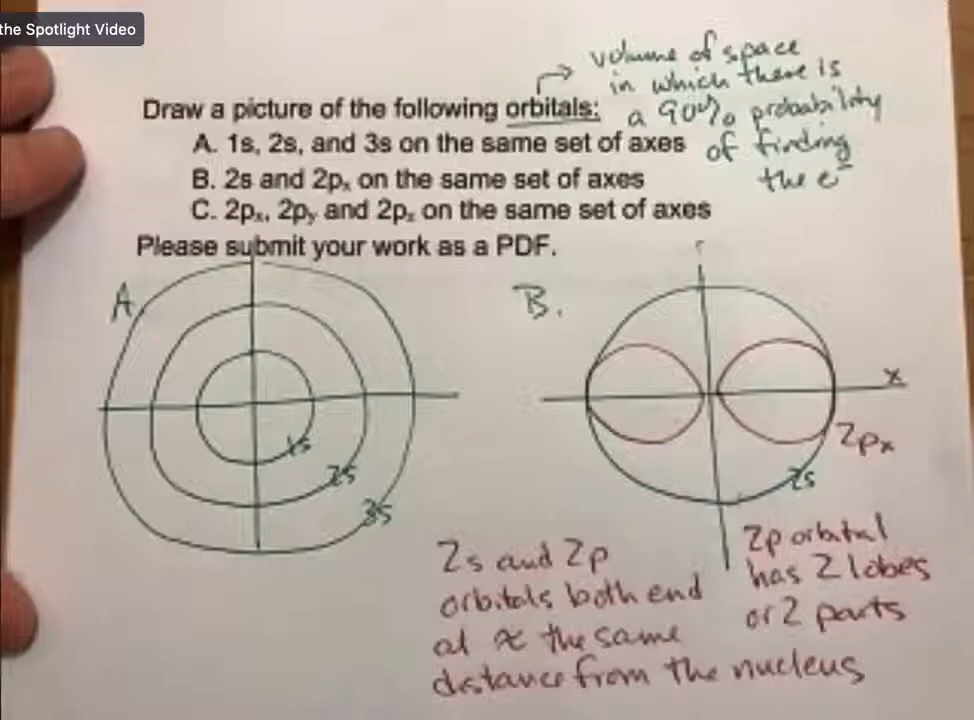 the Spotlight Video
volume of space
in which there is
a 90% probability
of finding
the e⁻
Draw a picture of the following orbitals:
A. 1s, 2s, and 3s on the same set of axes
B. 2s and 2pₓ on the same set of axes
C. 2pₓ, 2pᵧ and 2p₂ on the same set of axes
Please submit your work as a PDF.
A.
1s
2s
3s
B.
x
2pₓ
2s
2s and 2p
orbitals both end
at ≈ the same
distance from the nucleus
2p orbital
has 2 lobes
or 2 parts